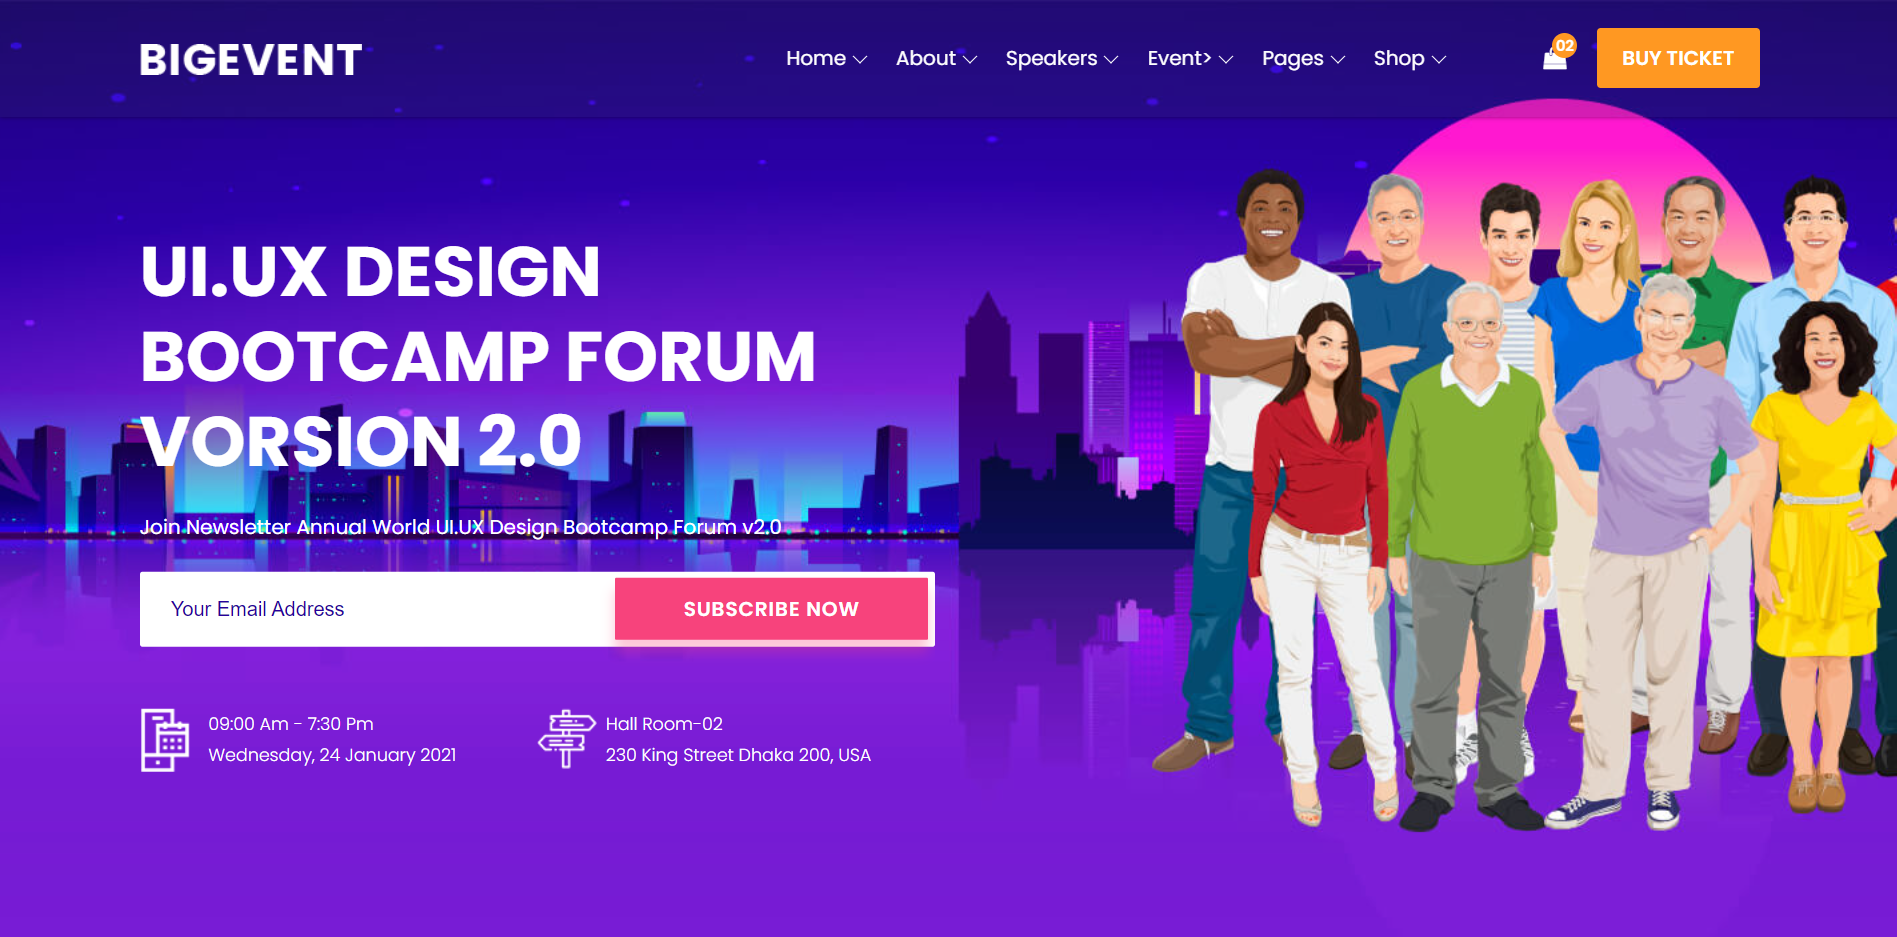 BIGEVENT
Home About Speakers Event> Pages Shop 02 BUY TICKET
UI.UX DESIGN
BOOTCAMP FORUM
VORSION 2.0
Join Newsletter Annual World UI.UX Design Bootcamp Forum v2.0
Your Email Address SUBSCRIBE NOW
09:00 Am - 7:30 Pm
Wednesday, 24 January 2021
Hall Room-02
230 King Street Dhaka 200, USA